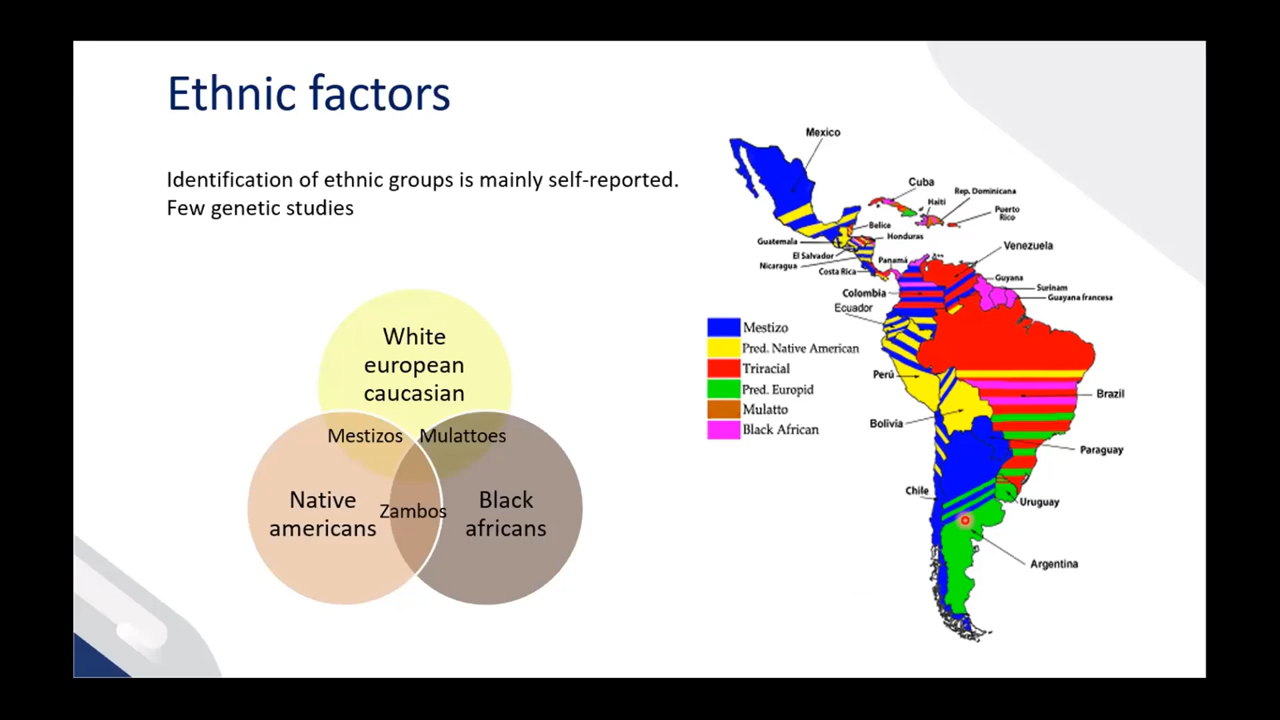 Ethnic factors
Identification of ethnic groups is mainly self-reported.
Few genetic studies
White
european
caucasian
Mestizos
Mulattoes
Native
americans
Zambos
Black
africans
Mexico
Cuba
Rep. Dominicana
Haiti
Puerto
Rico
Belice
Guatemala
Honduras
El Salvador
Nicaragua
Costa Rica
Panamá
Venezuela
Guyana
Surinam
Guayana francesa
Colombia
Ecuador
Mestizo
Pred. Native American
Triracial
Pred. Europid
Mulatto
Black African
Perú
Brazil
Bolivia
Paraguay
Chile
Uruguay
Argentina